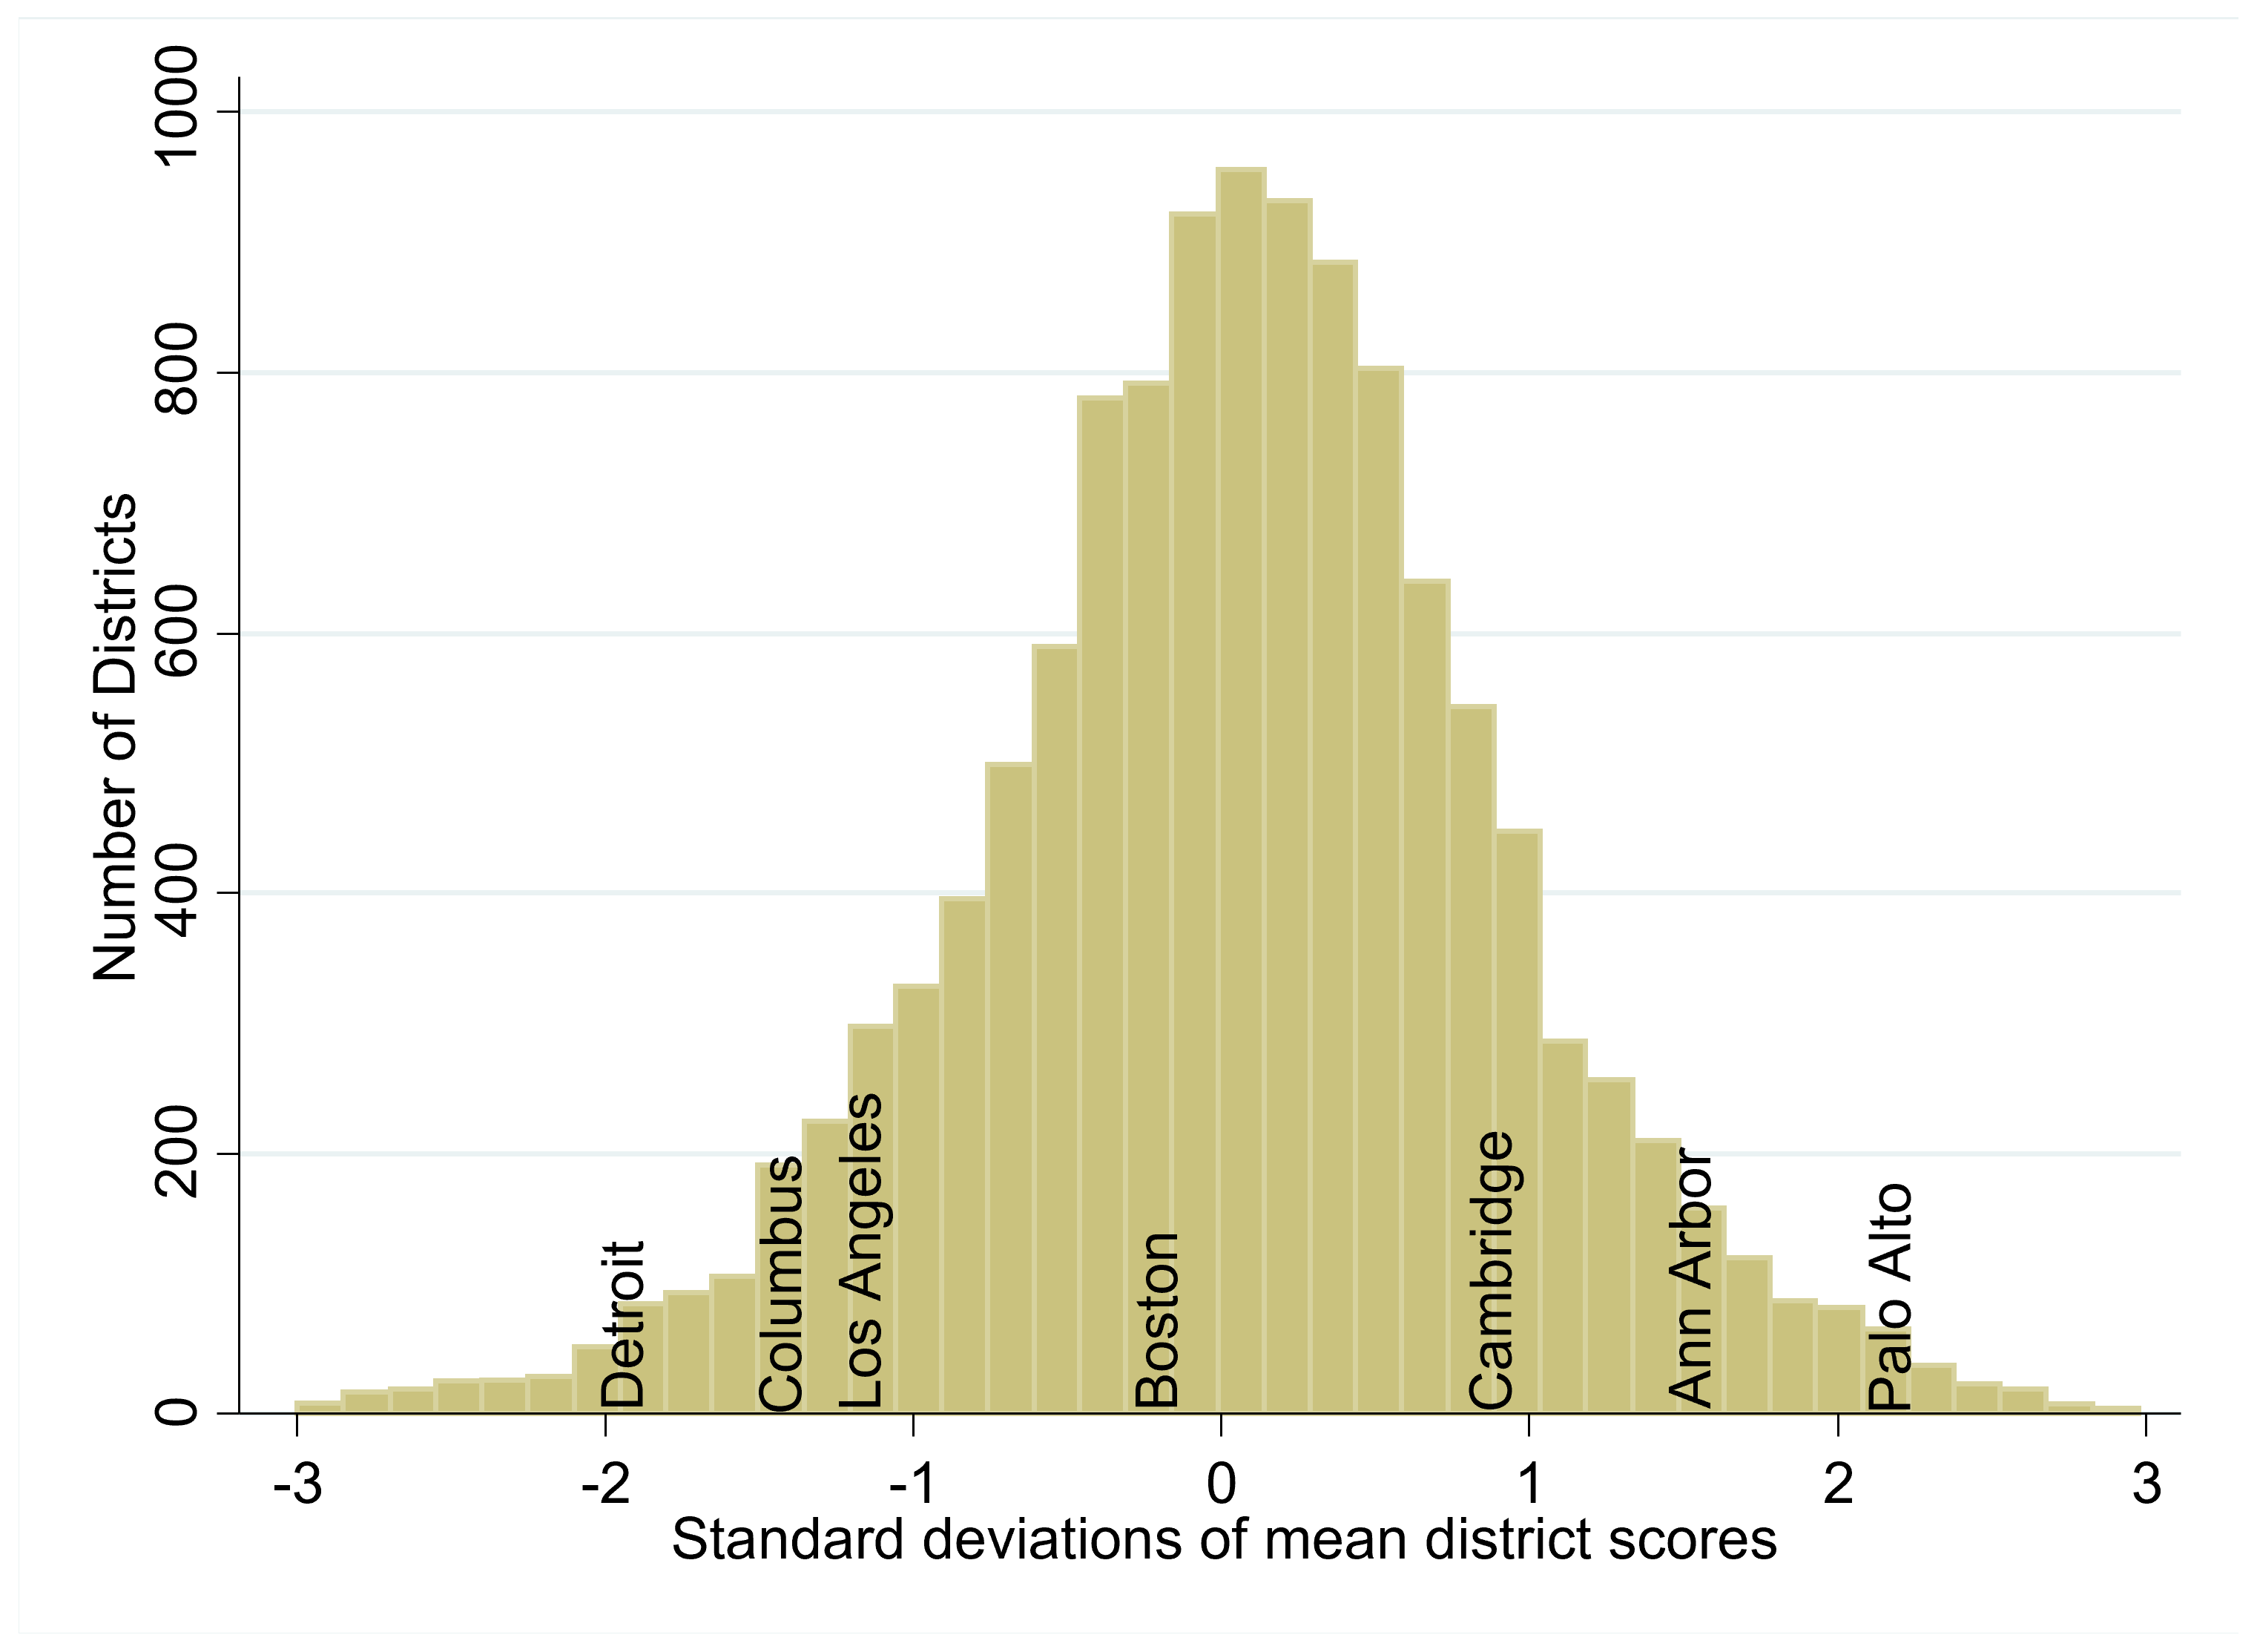 Number of Districts
1000
800
600
400
200
0
Detroit
Columbus
Los Angeles
Boston
Cambridge
Ann Arbor
Palo Alto
-3 -2 -1 0 1 2 3
Standard deviations of mean district scores